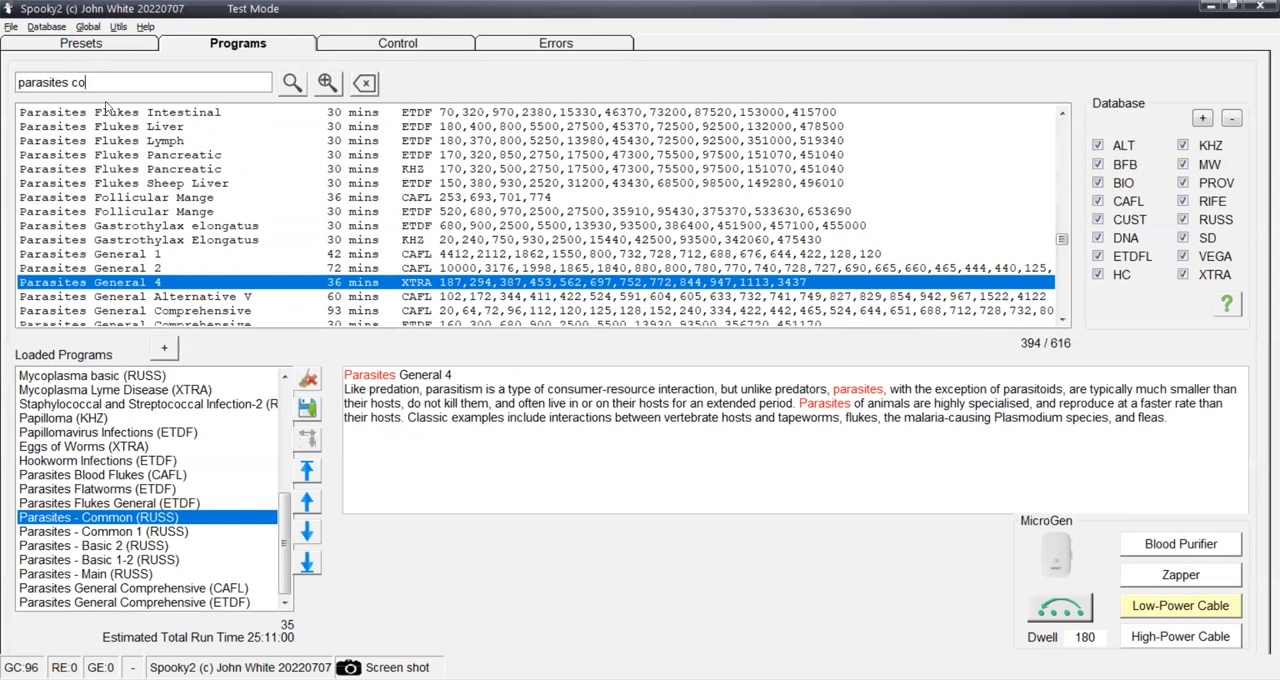 Spooky2 (c) John White 20220707 Test Mode
File Database Global Utils Help
Presets Programs Control Errors
parasites co
Parasites Flukes Intestinal 30 mins ETDF 70,320,970,2380,15330,46370,73200,87520,153000,415700
Parasites Flukes Liver 30 mins ETDF 180,400,800,5500,27500,45370,72500,92500,132000,478500
Parasites Flukes Lymph 30 mins ETDF 180,370,800,5250,13980,45430,72500,92500,351000,519340
Parasites Flukes Pancreatic 30 mins ETDF 170,320,850,2750,17500,47300,75500,97500,151070,451040
Parasites Flukes Pancreatic 30 mins KHZ 170,320,850,2750,17500,47300,75500,97500,151070,451040
Parasites Flukes Sheep Liver 30 mins ETDF 150,380,930,2520,31200,43430,68500,98500,149280,496010
Parasites Follicular Mange 36 mins CAFL 253,693,701,774
Parasites Follicular Mange 30 mins ETDF 520,680,970,2500,35910,95430,375370,533630,653690
Parasites Gastrothylax elongatus 30 mins ETDF 680,900,2500,5500,13930,93500,386400,451900,457100,455000
Parasites Gastrothylax Elongatus 30 mins KHZ 20,240,750,930,2500,15440,42500,93500,342060,475430
Parasites General 1 42 mins CAFL 4412,2112,1862,1550,800,732,728,712,688,676,644,422,128,120
Parasites General 2 72 mins CAFL 10000,3176,1998,1865,1840,880,800,780,770,740,728,727,690,665,660,465,444,440,125,
Parasites General 4 36 mins XTRA 187,294,387,453,562,697,752,772,844,947,1113,3437
Parasites General Alternative V 60 mins CAFL 102,172,344,411,422,524,591,604,605,633,732,741,749,827,829,854,942,967,1522,4122
Parasites General Comprehensive 93 mins CAFL 20,64,72,96,112,120,125,128,152,240,334,422,442,465,524,644,651,688,712,728,732,80
Parasites General Comprehensive 30 mins ETDF 160,300,680,900,2500,5500,13930,93500,356720,451170
Database
+ -
ALT KHZ
BFB MW
BIO PROV
CAFL RIFE
CUST RUSS
DNA SD
ETDFL VEGA
HC XTRA
?
394 / 616
Loaded Programs +
Mycoplasma basic (RUSS)
Mycoplasma Lyme Disease (XTRA)
Staphylococcal and Streptococcal Infection-2 (R
Papilloma (KHZ)
Papillomavirus Infections (ETDF)
Eggs of Worms (XTRA)
Hookworm Infections (ETDF)
Parasites Blood Flukes (CAFL)
Parasites Flatworms (ETDF)
Parasites Flukes General (ETDF)
Parasites - Common (RUSS)
Parasites - Common 1 (RUSS)
Parasites - Basic 2 (RUSS)
Parasites - Basic 1-2 (RUSS)
Parasites - Main (RUSS)
Parasites General Comprehensive (CAFL)
Parasites General Comprehensive (ETDF)
35
Estimated Total Run Time 25:11:00
Parasites General 4
Like predation, parasitism is a type of consumer-resource interaction, but unlike predators, parasites, with the exception of parasitoids, are typically much smaller than
their hosts, do not kill them, and often live in or on their hosts for an extended period. Parasites of animals are highly specialised, and reproduce at a faster rate than
their hosts. Classic examples include interactions between vertebrate hosts and tapeworms, flukes, the malaria-causing Plasmodium species, and fleas.
MicroGen
Blood Purifier
Zapper
Low-Power Cable
Dwell 180 High-Power Cable
GC:96 RE:0 GE:0 - Spooky2 (c) John White 20220707 Screen shot